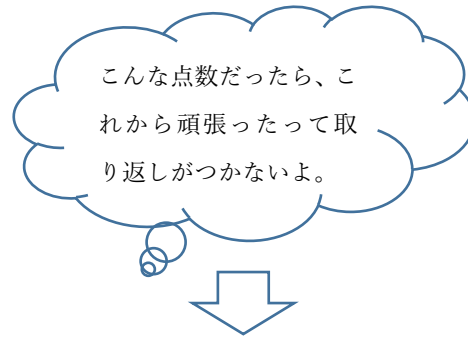 こんな点数だったら、こ
れから頑張ったって取
り返しがつかないよ。